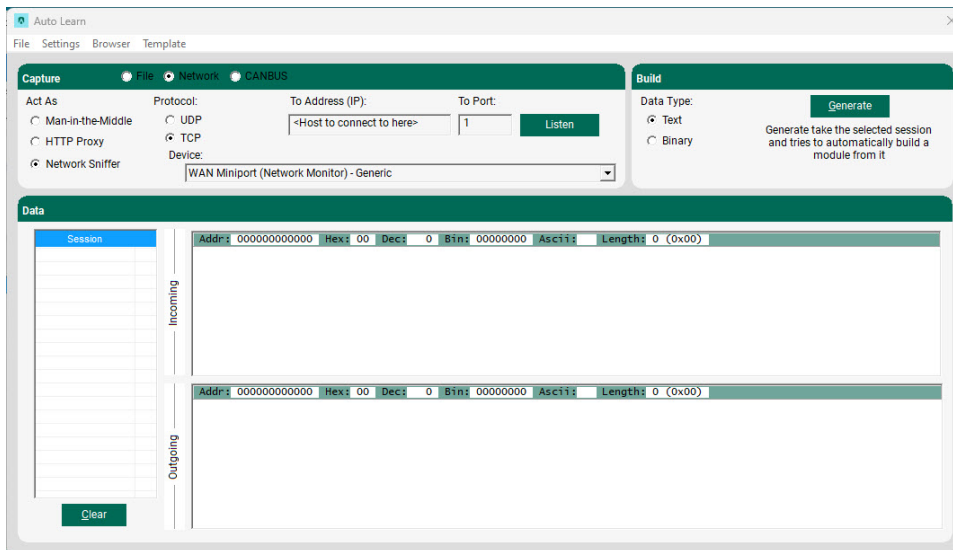 Auto Learn
File Settings Browser Template
Capture File Network CANBUS
Act As
Man-in-the-Middle
HTTP Proxy
Network Sniffer
Protocol:
UDP
TCP
To Address (IP):
<Host to connect to here>
To Port:
1
Listen
Device:
WAN Miniport (Network Monitor) - Generic
Build
Data Type:
Text
Binary
Generate
Generate take the selected session
and tries to automatically build a
module from it
Data
Session
Incoming
Addr: 000000000000 Hex: 00 Dec: 0 Bin: 00000000 Ascii: Length: 0 (0x00)
Outgoing
Addr: 000000000000 Hex: 00 Dec: 0 Bin: 00000000 Ascii: Length: 0 (0x00)
Clear